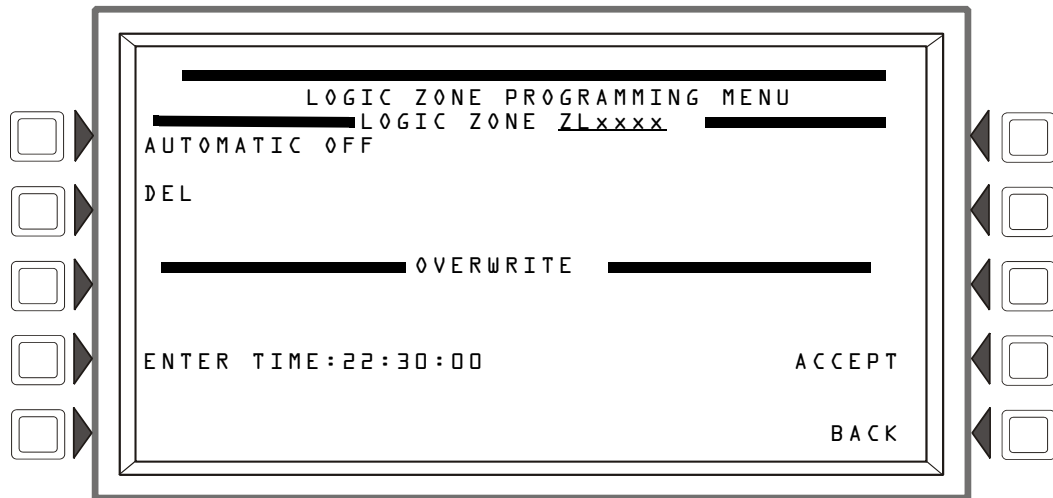 LOGIC ZONE PROGRAMMING MENU
LOGIC ZONE ZLxxxx
AUTOMATIC OFF
DEL
OVERWRITE
ENTER TIME:22:30:00 ACCEPT
BACK